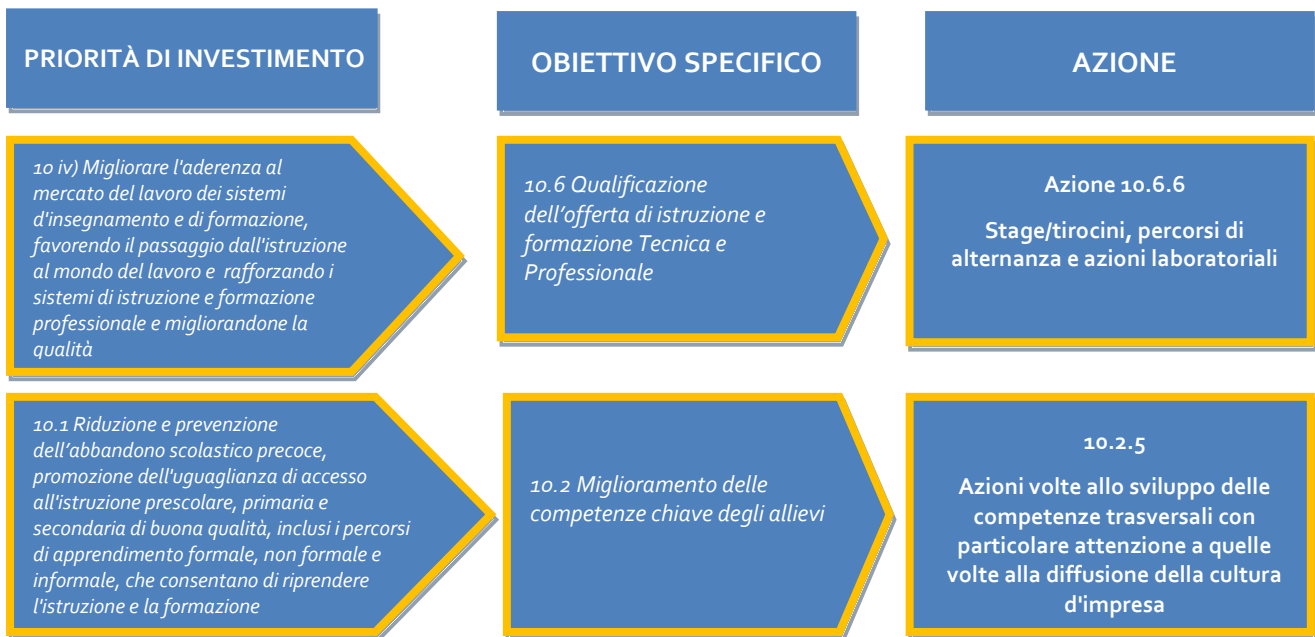 PRIORITÀ DI INVESTIMENTO
OBIETTIVO SPECIFICO
AZIONE
10 iv) Migliorare l'aderenza al
mercato del lavoro dei sistemi
d'insegnamento e di formazione,
favorendo il passaggio dall'istruzione
al mondo del lavoro e rafforzando i
sistemi di istruzione e formazione
professionale e migliorandone la
qualità
10.6 Qualificazione
dell’offerta di istruzione e
formazione Tecnica e
Professionale
Azione 10.6.6
Stage/tirocini, percorsi di
alternanza e azioni laboratoriali
10.1 Riduzione e prevenzione
dell’abbandono scolastico precoce,
promozione dell'uguaglianza di accesso
all'istruzione prescolare, primaria e
secondaria di buona qualità, inclusi i percorsi
di apprendimento formale, non formale e
informale, che consentano di riprendere
l'istruzione e la formazione
10.2 Miglioramento delle
competenze chiave degli allievi
10.2.5
Azioni volte allo sviluppo delle
competenze trasversali con
particolare attenzione a quelle
volte alla diffusione della cultura
d'impresa